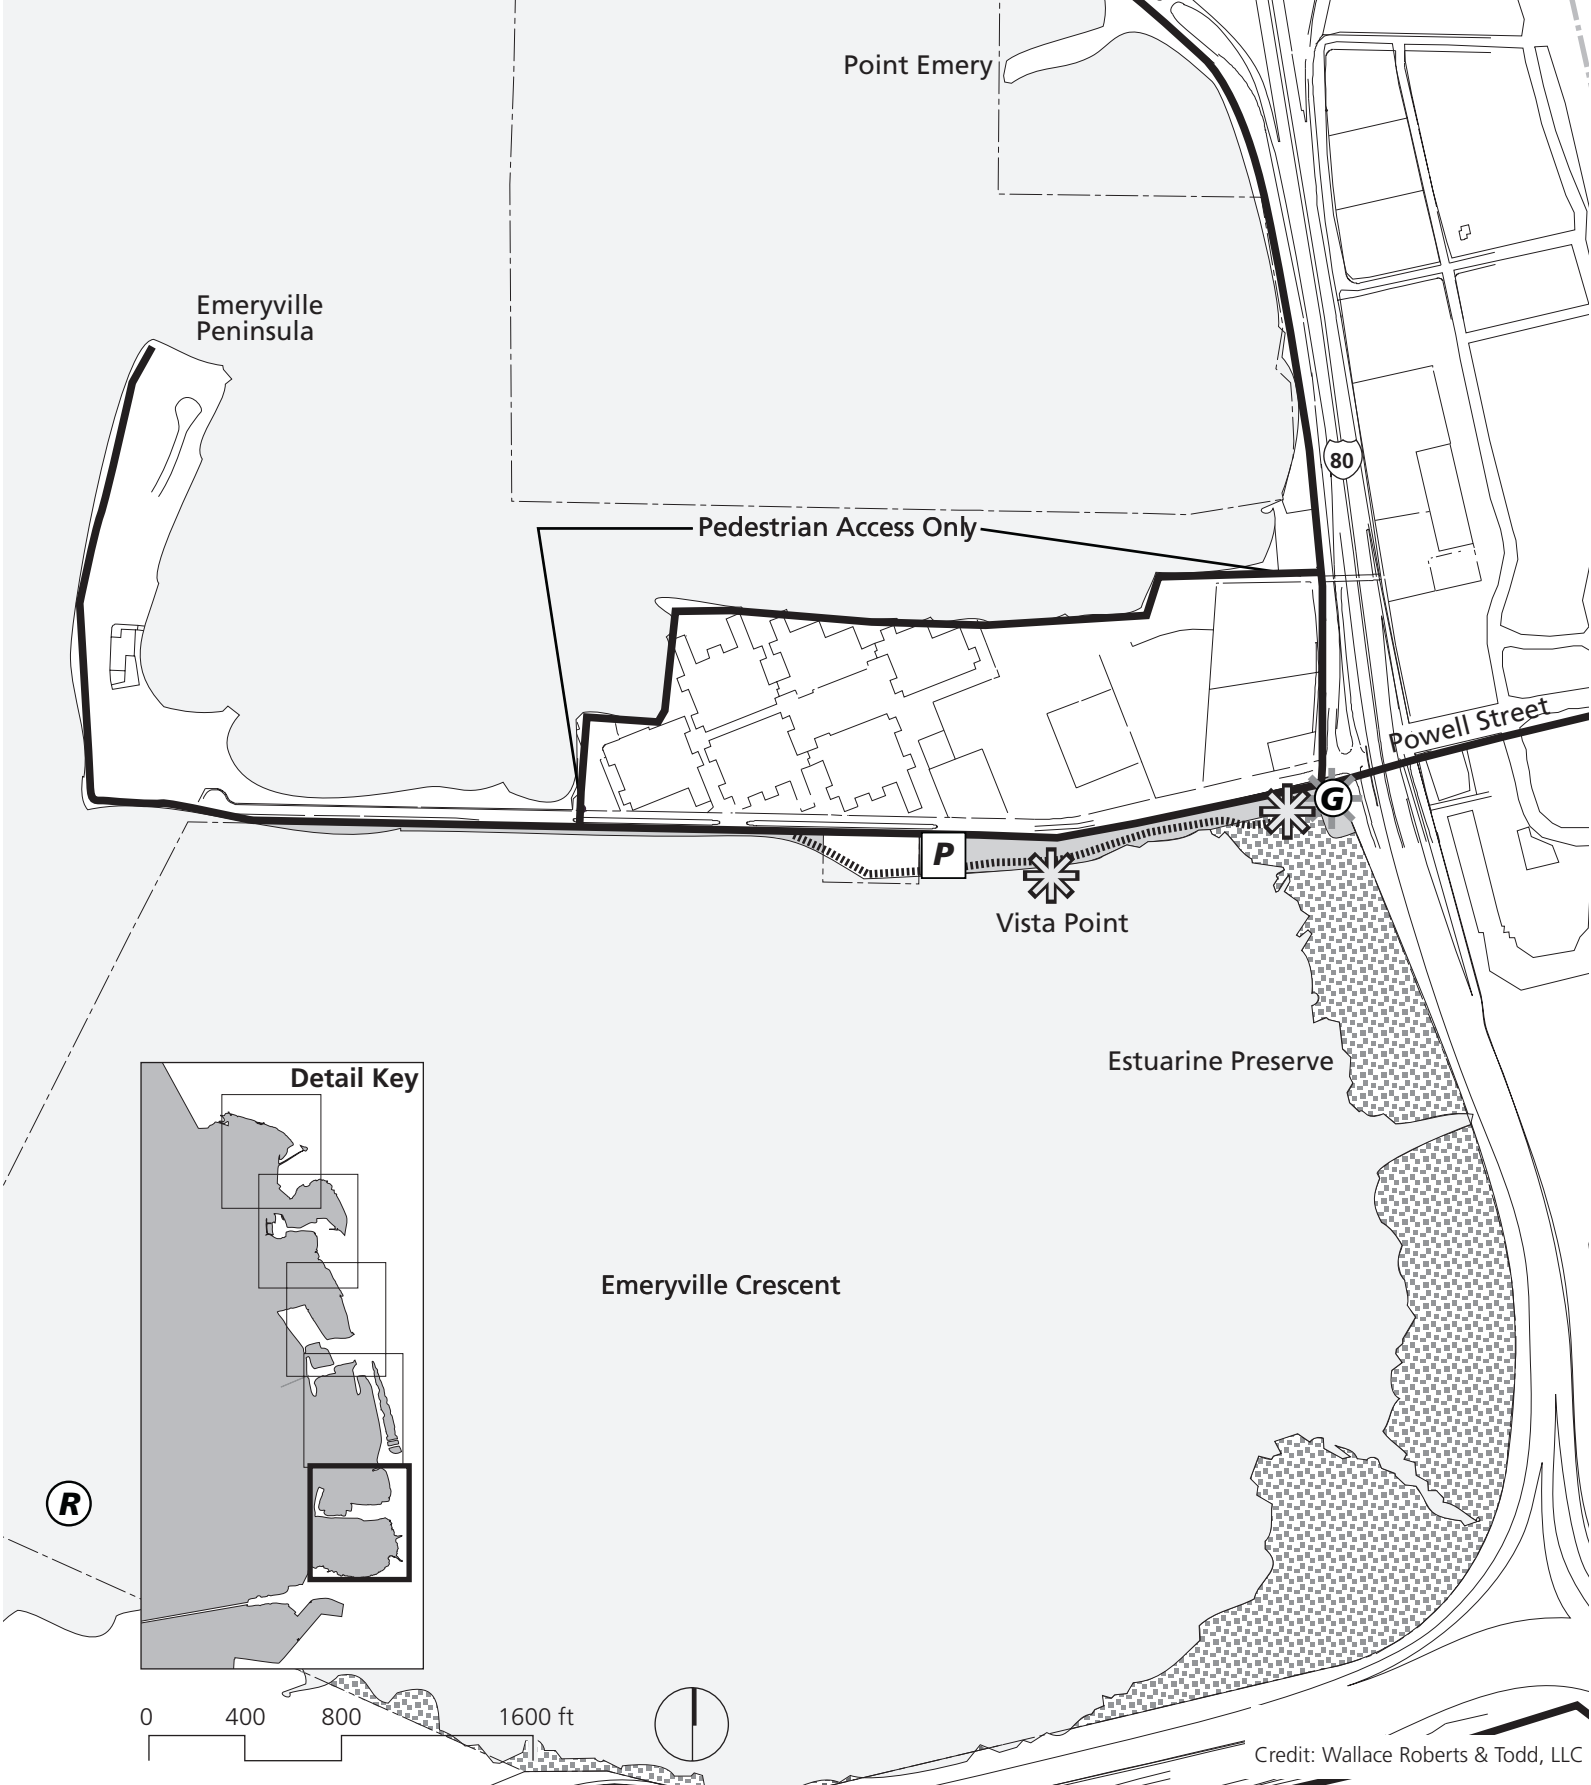 Point Emery
Emeryville
Peninsula
80
Pedestrian Access Only
Powell Street
G
P
Vista Point
Estuarine Preserve
Detail Key
Emeryville Crescent
R
0 400 800 1600 ft
Credit: Wallace Roberts & Todd, LLC